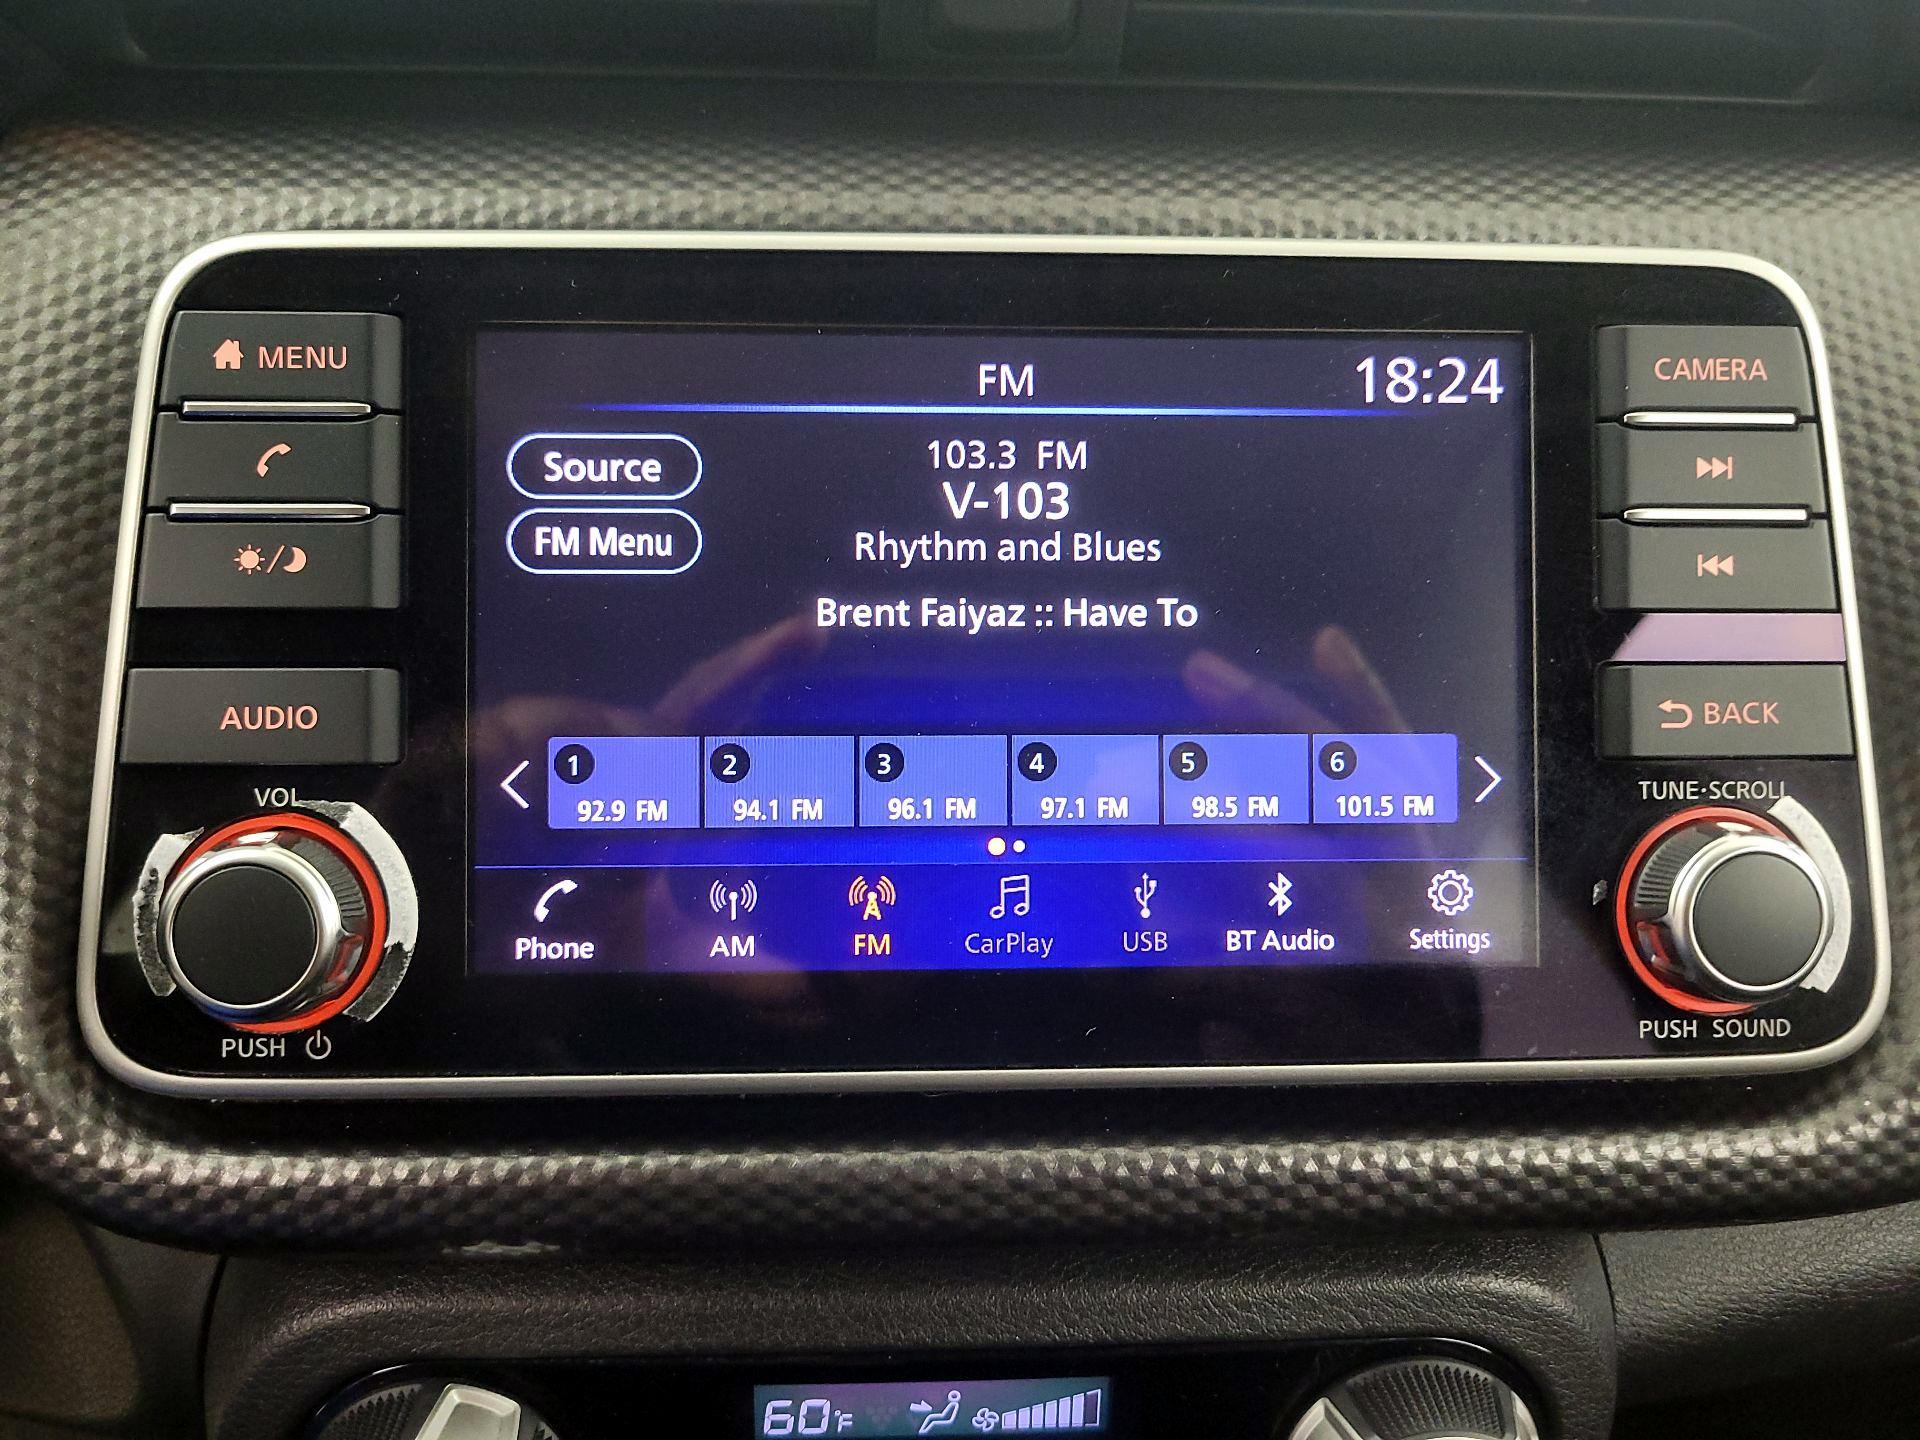 MENU
AUDIO
VOL
PUSH
FM
18:24
Source
FM Menu
103.3 FM
V-103
Rhythm and Blues
Brent Faiyaz :: Have To
1
92.9 FM
2
94.1 FM
3
96.1 FM
4
97.1 FM
5
98.5 FM
6
101.5 FM
Phone
AM
FM
CarPlay
USB
BT Audio
Settings
CAMERA
BACK
TUNE·SCROLL
PUSH SOUND
60°F